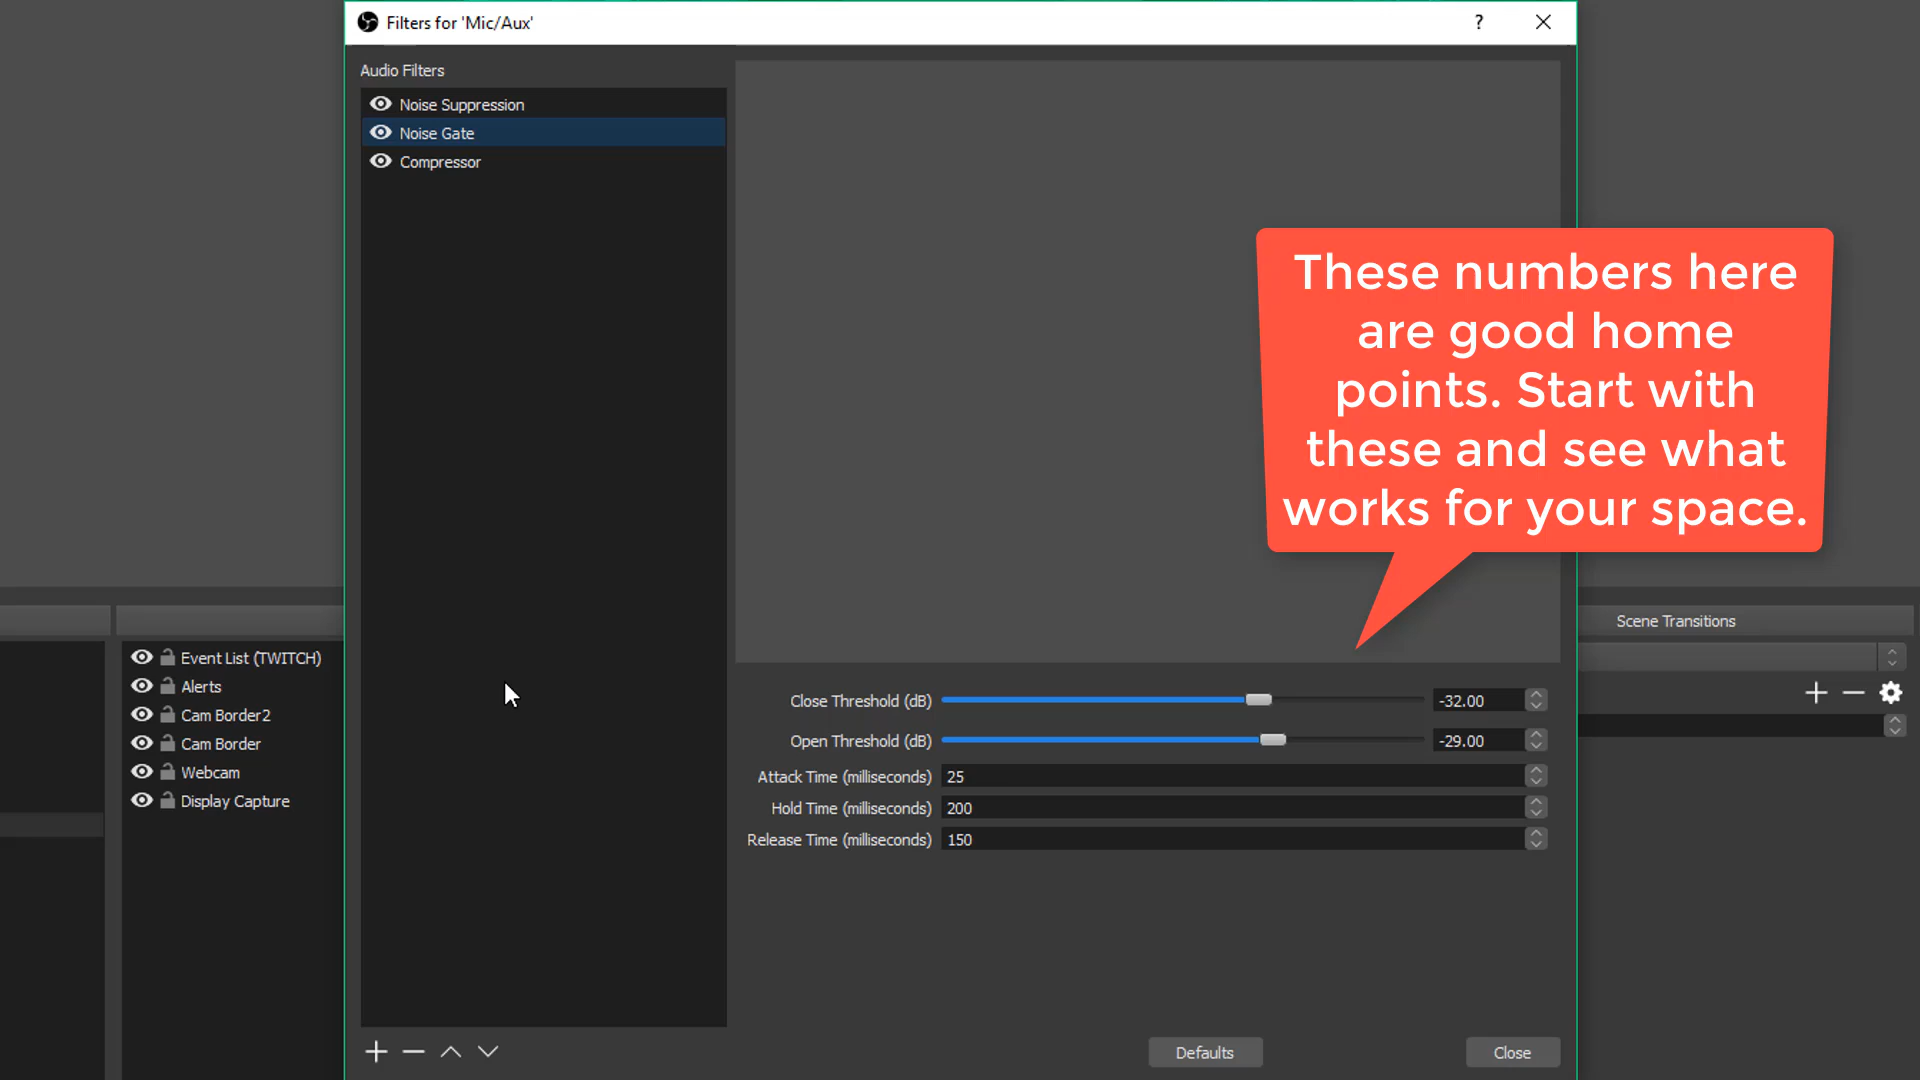 Filters for 'Mic/Aux'
?
Audio Filters
Noise Suppression
Noise Gate
Compressor
These numbers here
are good home
points. Start with
these and see what
works for your space.
Scene Transitions
Event List (TWITCH)
Alerts
Cam Border2
Cam Border
Webcam
Display Capture
Close Threshold (dB) -32.00
Open Threshold (dB) -29.00
Attack Time (milliseconds) 25
Hold Time (milliseconds) 200
Release Time (milliseconds) 150
Defaults
Close